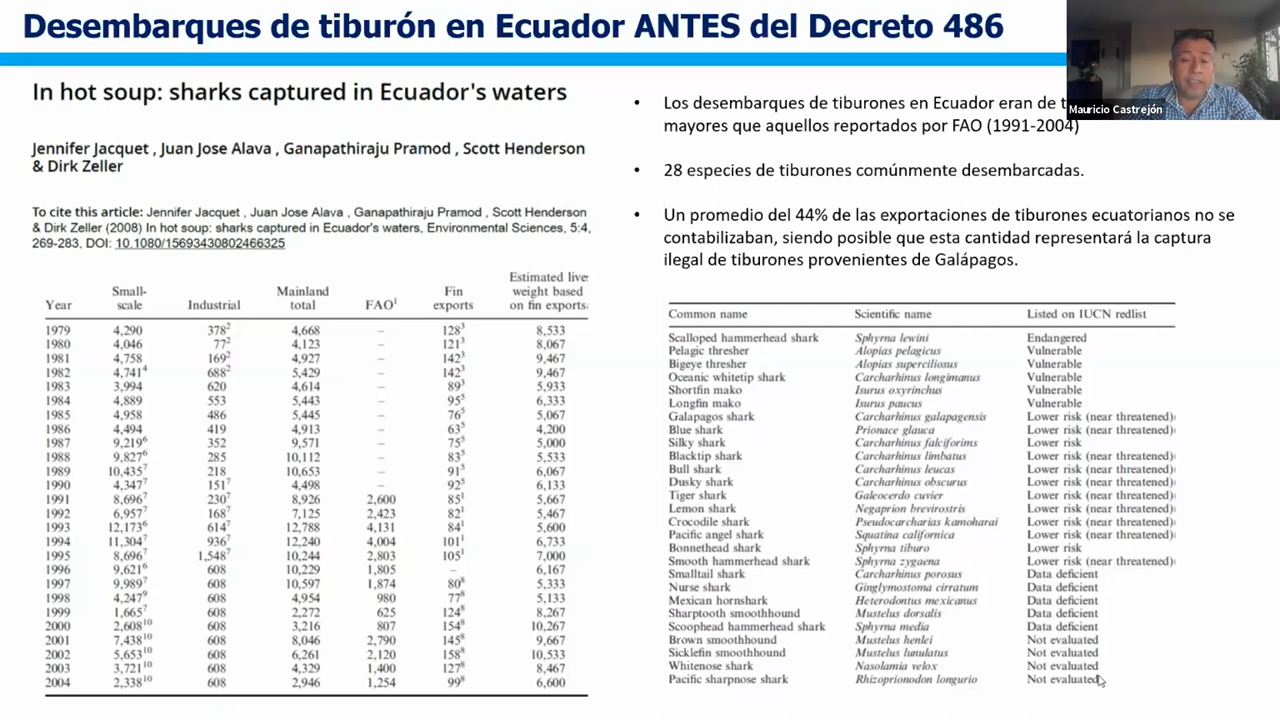 Desembarques de tiburón en Ecuador ANTES del Decreto 486
Mauricio Castrejón
In hot soup: sharks captured in Ecuador's waters
Jennifer Jacquet , Juan Jose Alava , Ganapathiraju Pramod , Scott Henderson
& Dirk Zeller
To cite this article: Jennifer Jacquet , Juan Jose Alava , Ganapathiraju Pramod , Scott Henderson
& Dirk Zeller (2008) In hot soup: sharks captured in Ecuador's waters, Environmental Sciences, 5:4,
269-283, DOI: 10.1080/15693430802466325
Year Small-scale Industrial Mainland total FAO¹ Fin exports Estimated live weight based on fin exports
1979 4,290 378² 4,668 – 128³ 8,533
1980 4,046 77² 4,123 – 121³ 8,067
1981 4,758 169² 4,927 – 142³ 9,467
1982 4,741⁴ 688² 5,429 – 142³ 9,467
1983 3,994 620 4,614 – 89³ 5,933
1984 4,889 553 5,443 – 95⁵ 6,333
1985 4,958 486 5,445 – 76⁵ 5,067
1986 4,494 419 4,913 – 63⁵ 4,200
1987 9,219⁶ 352 9,571 – 75⁵ 5,000
1988 9,827⁶ 285 10,112 – 83⁵ 5,533
1989 10,435⁷ 218 10,653 – 91⁵ 6,067
1990 4,347⁷ 151⁷ 4,498 – 92⁵ 6,133
1991 8,696⁷ 230⁷ 8,926 2,600 85¹ 5,667
1992 6,957⁷ 168⁷ 7,125 2,423 82¹ 5,467
1993 12,173⁶ 614⁷ 12,788 4,131 84¹ 5,600
1994 11,304⁷ 936⁷ 12,240 4,004 101¹ 6,733
1995 8,696⁷ 1,548⁷ 10,244 2,803 105¹ 7,000
1996 9,621⁶ 608 10,229 1,805 – 6,167
1997 9,989⁷ 608 10,597 1,874 80⁸ 5,333
1998 4,247⁹ 608 4,954 980 77⁸ 5,133
1999 1,665⁷ 608 2,272 625 124⁸ 8,267
2000 2,608¹⁰ 608 3,216 807 154⁸ 10,267
2001 7,438¹⁰ 608 8,046 2,790 145⁸ 9,667
2002 5,653¹⁰ 608 6,261 2,120 158⁸ 10,533
2003 3,721¹⁰ 608 4,329 1,400 127⁸ 8,467
2004 2,338¹⁰ 608 2,946 1,254 99⁸ 6,600
• Los desembarques de tiburones en Ecuador eran de
mayores que aquellos reportados por FAO (1991-2004)
• 28 especies de tiburones comúnmente desembarcadas.
• Un promedio del 44% de las exportaciones de tiburones ecuatorianos no se
contabilizaban, siendo posible que esta cantidad representará la captura
ilegal de tiburones provenientes de Galápagos.
Common name Scientific name Listed on IUCN redlist
Scalloped hammerhead shark Sphyrna lewini Endangered
Pelagic thresher Alopias pelagicus Vulnerable
Bigeye thresher Alopias superciliosus Vulnerable
Oceanic whitetip shark Carcharhinus longimanus Vulnerable
Shortfin mako Isurus oxyrinchus Vulnerable
Longfin mako Isurus paucus Vulnerable
Galapagos shark Carcharhinus galapagensis Lower risk (near threatened)
Blue shark Prionace glauca Lower risk (near threatened)
Silky shark Carcharhinus falciforims Lower risk
Blacktip shark Carcharhinus limbatus Lower risk (near threatened)
Bull shark Carcharhinus leucas Lower risk (near threatened)
Dusky shark Carcharhinus obscurus Lower risk (near threatened)
Tiger shark Galeocerdo cuvier Lower risk (near threatened)
Lemon shark Negaprion brevirostris Lower risk (near threatened)
Crocodile shark Pseudocarcharias kamoharai Lower risk (near threatened)
Pacific angel shark Squatina californica Lower risk (near threatened)
Bonnethead shark Sphyrna tiburo Lower risk
Smooth hammerhead shark Sphyrna zygaena Lower risk (near threatened)
Smalltail shark Carcharhinus porosus Data deficient
Nurse shark Ginglymostoma cirratum Data deficient
Mexican hornshark Heterodontus mexicanus Data deficient
Sharptooth smoothhound Mustelus dorsalis Data deficient
Scoophead hammerhead shark Sphyrna media Data deficient
Brown smoothhound Mustelus henlei Not evaluated
Sicklefin smoothhound Mustelus lunulatus Not evaluated
Whitenose shark Nasolamia velox Not evaluated
Pacific sharpnose shark Rhizoprionodon longurio Not evaluated